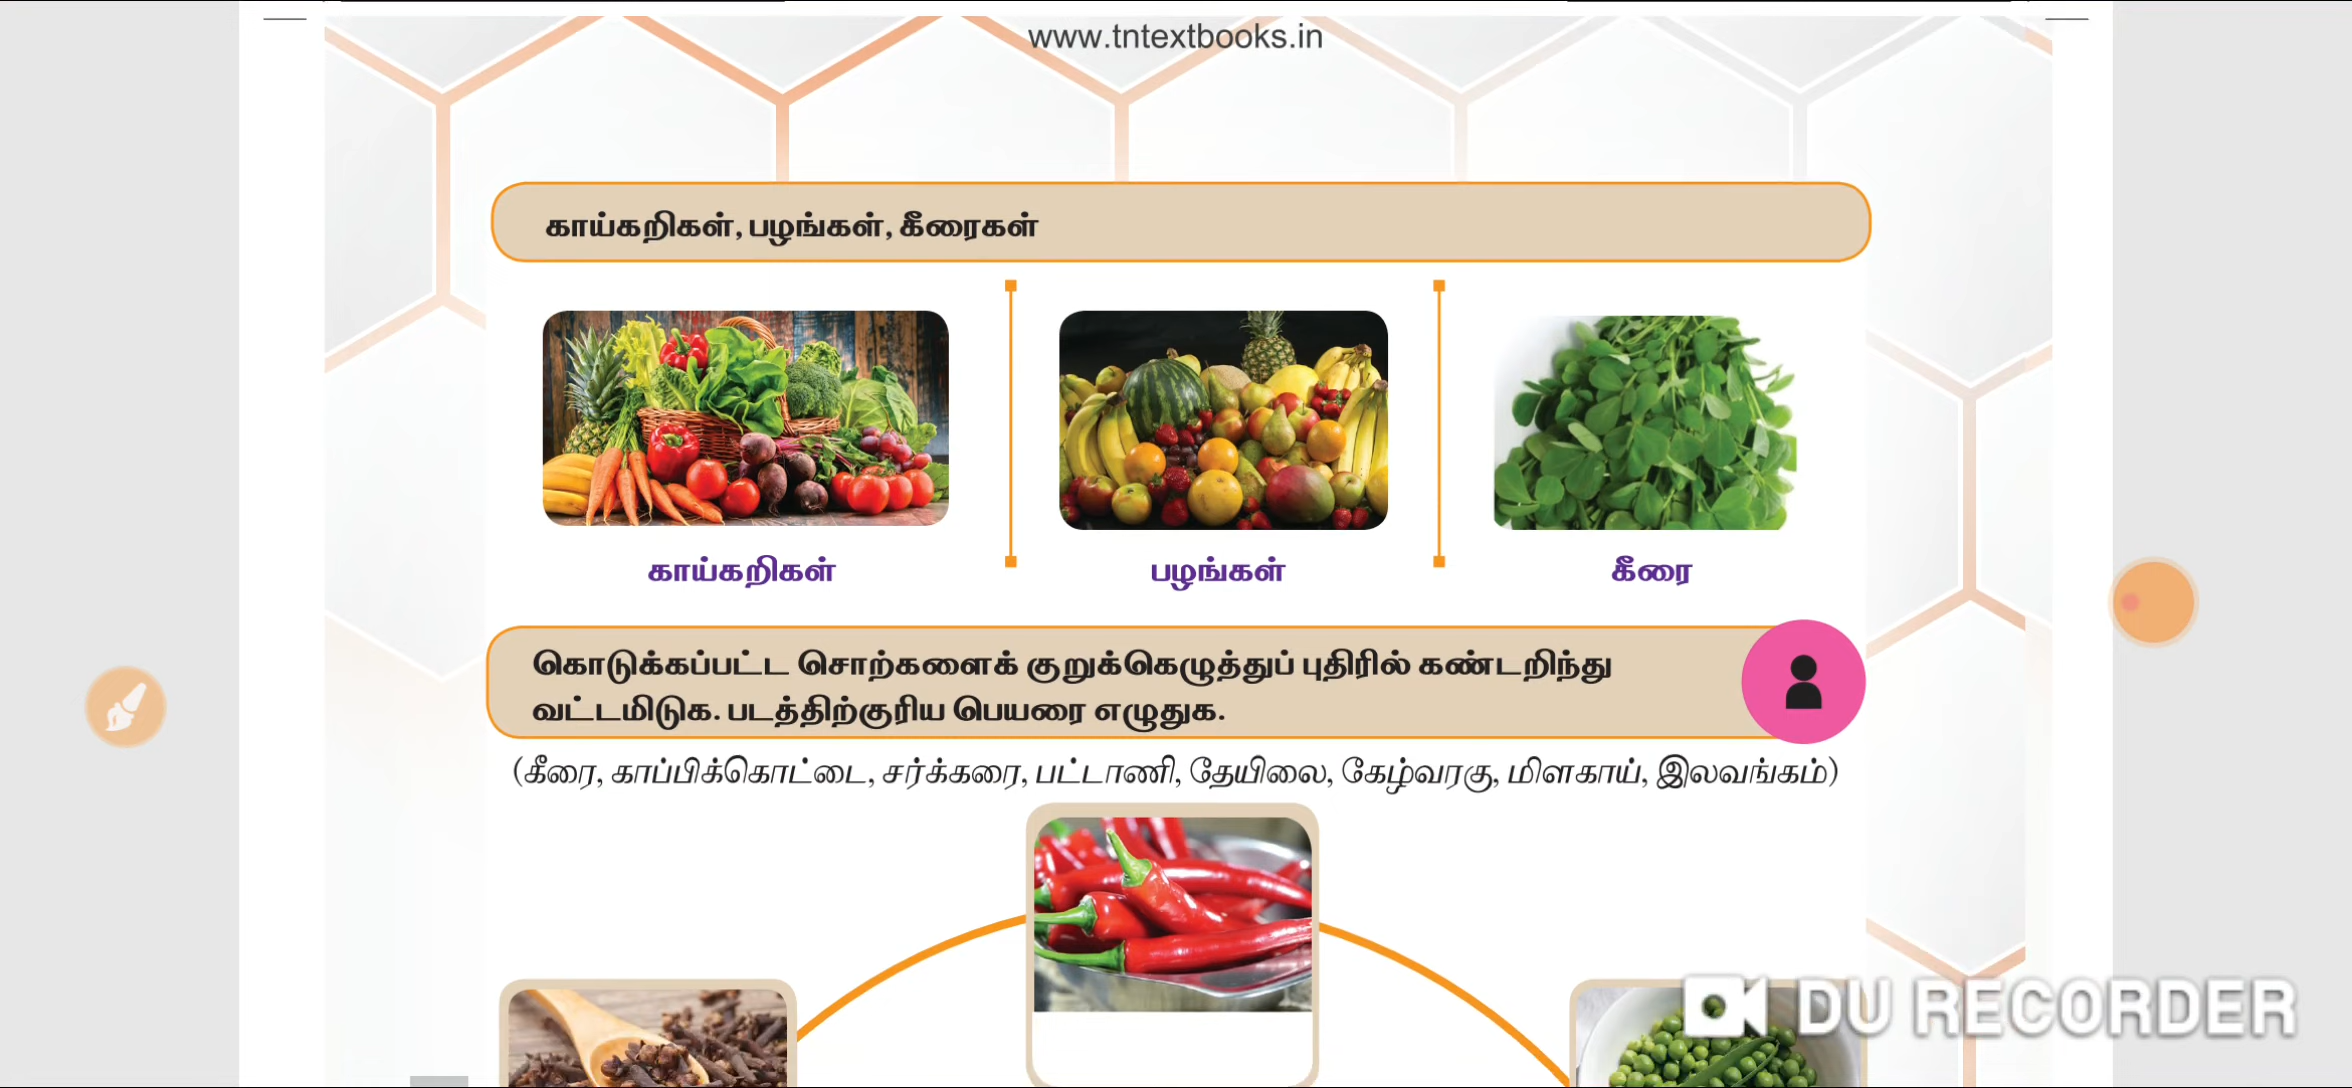 www.tntextbooks.in
காய்கறிகள், பழங்கள், கீரைகள்
காய்கறிகள்
பழங்கள்
கீரை
கொடுக்கப்பட்ட சொற்களைக் குறுக்கெழுத்துப் புதிரில் கண்டறிந்து
வட்டமிடுக. படத்திற்குரிய பெயரை எழுதுக.
(கீரை, காப்பிக்கொட்டை, சர்க்கரை, பட்டாணி, தேயிலை, கேழ்வரகு, மிளகாய், இலவங்கம்)
DU RECORDER